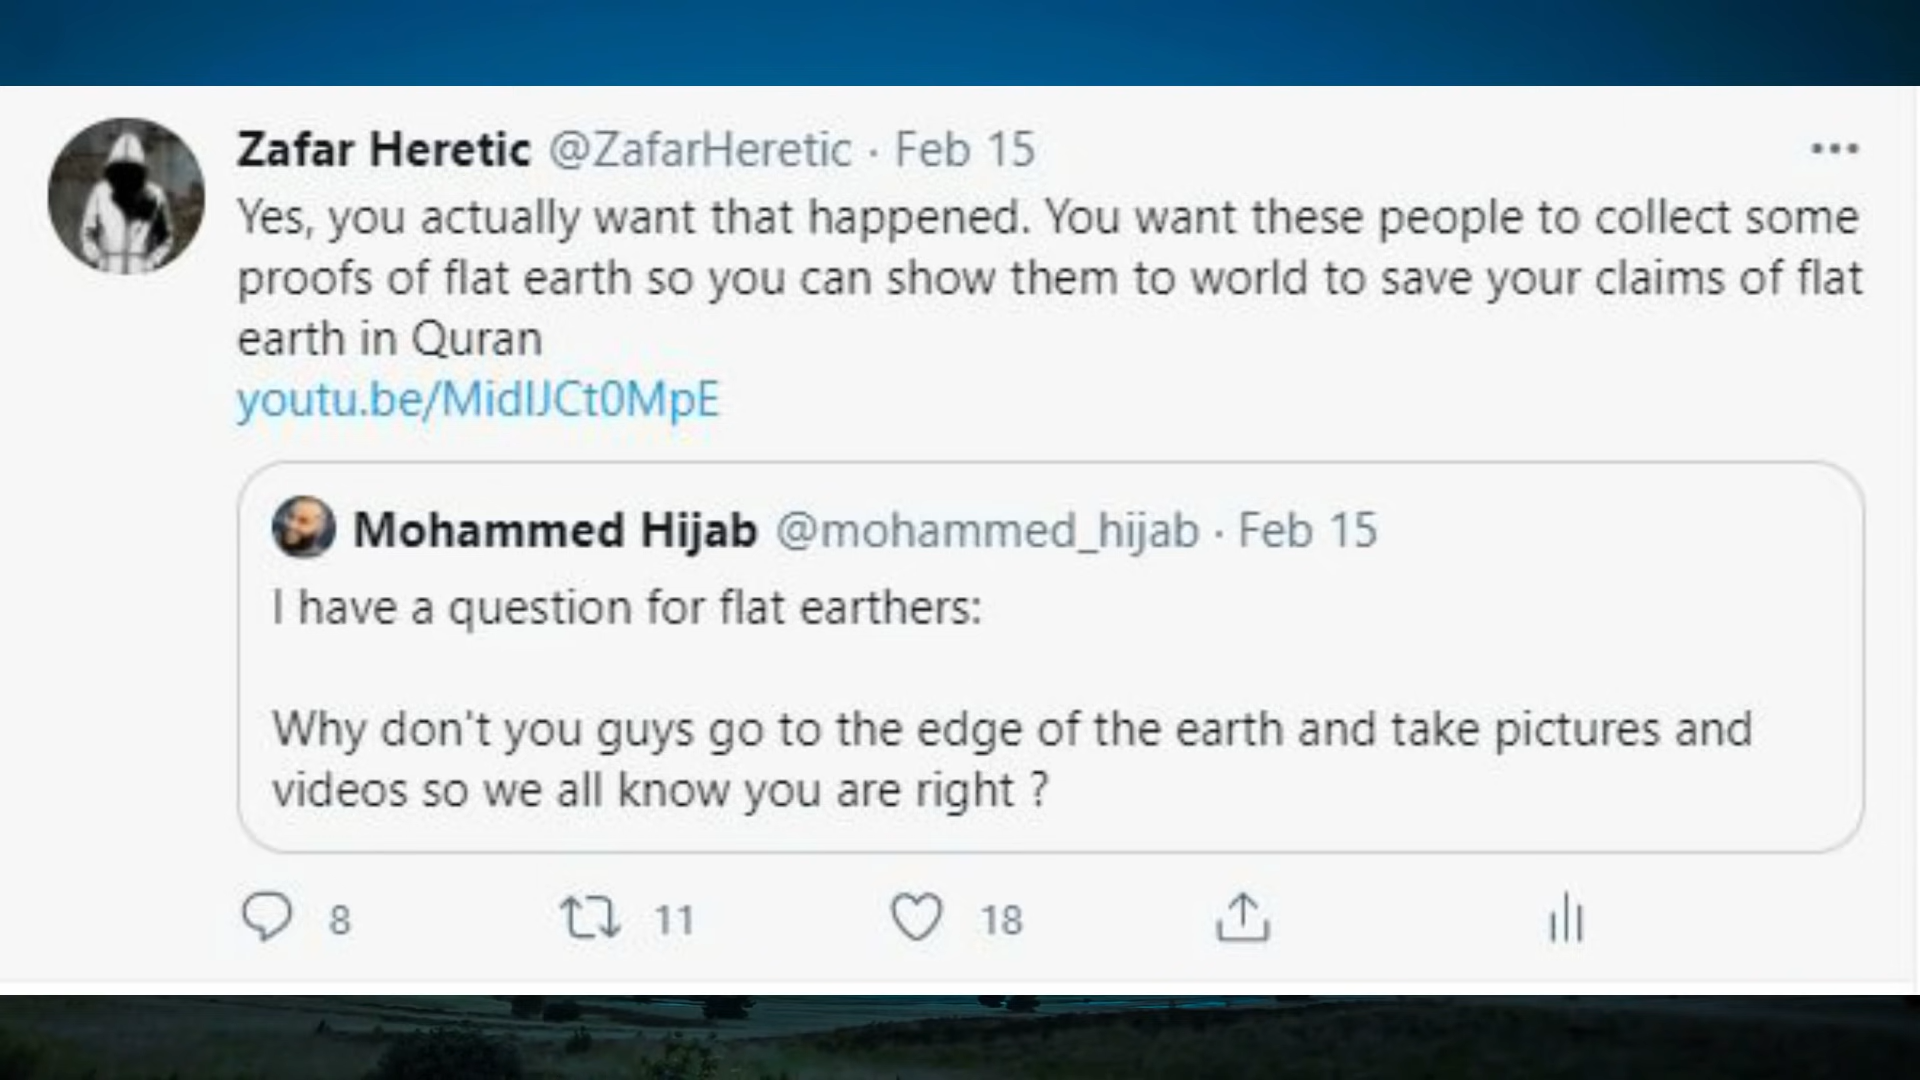 Zafar Heretic @ZafarHeretic · Feb 15
Yes, you actually want that happened. You want these people to collect some
proofs of flat earth so you can show them to world to save your claims of flat
earth in Quran
youtu.be/MidIJCt0MpE
Mohammed Hijab @mohammed_hijab · Feb 15
I have a question for flat earthers:
Why don't you guys go to the edge of the earth and take pictures and
videos so we all know you are right ?
8 11 18